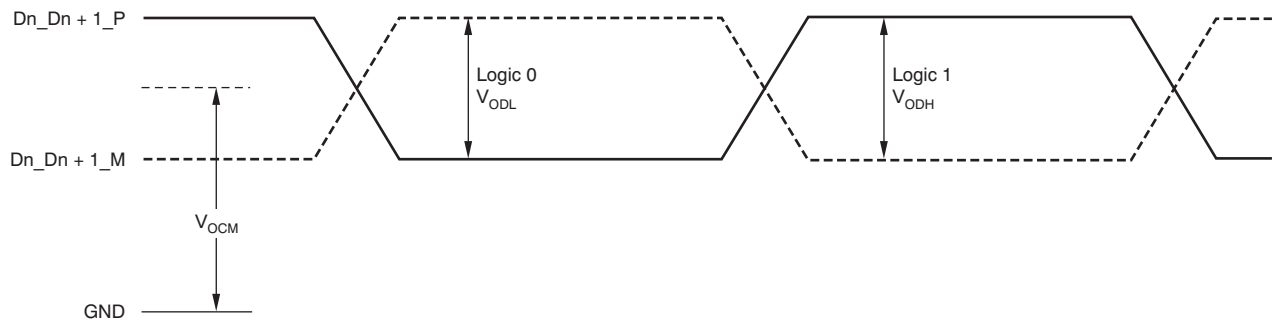 Dn_Dn + 1_P
Logic 0
V_ODL
Logic 1
V_ODH
Dn_Dn + 1_M
V_OCM
GND